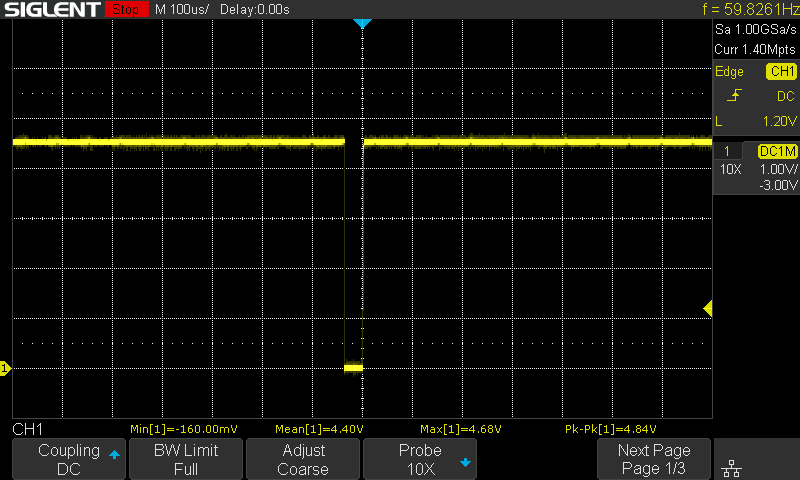 SIGLENT Stop M 100us/ Delay:0.00s f = 59.8261Hz
Sa 1.00GSa/s
Curr 1.40Mpts
Edge CH1
DC
L 1.20V
1 DC1M
10X 1.00V/
-3.00V
1
CH1 Min[1]=-160.00mV Mean[1]=4.40V Max[1]=4.68V Pk-Pk[1]=4.84V
Coupling BW Limit Adjust Probe Next Page
DC Full Coarse 10X Page 1/3